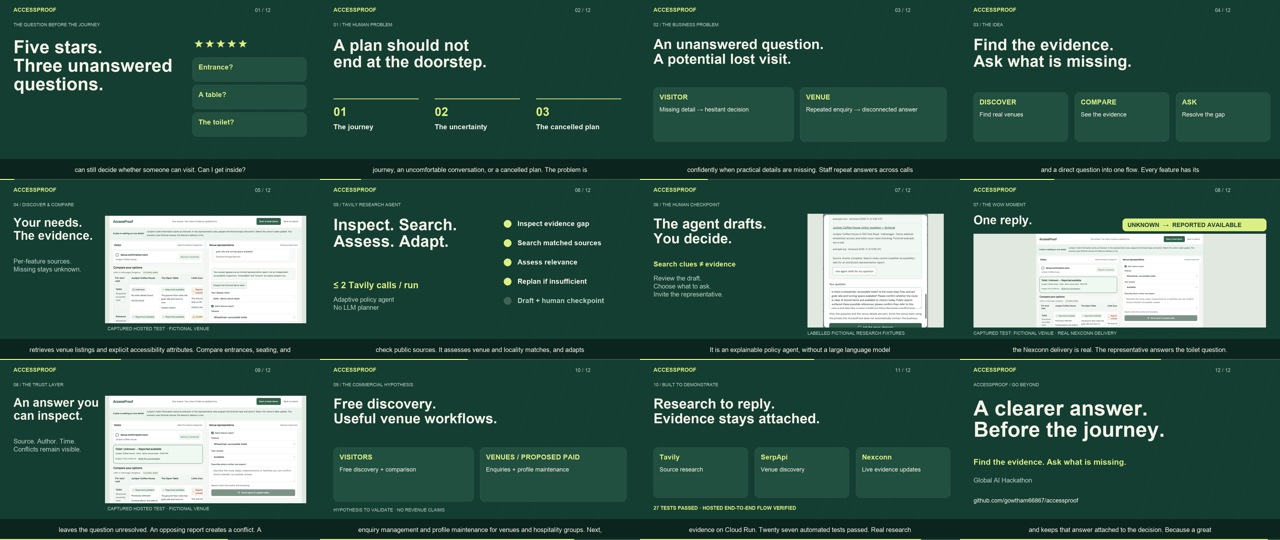 ACCESSPROOF
01 / 12
THE QUESTION BEFORE THE JOURNEY
Five stars.
Three unanswered
questions.
★★★★★
Entrance?
A table?
The toilet?
can still decide whether someone can visit. Can I get inside?
ACCESSPROOF
02 / 12
01 / THE HUMAN PROBLEM
A plan should not
end at the doorstep.
01
The journey
02
The uncertainty
03
The cancelled plan
journey, an uncomfortable conversation, or a cancelled plan. The problem is
ACCESSPROOF
03 / 12
02 / THE BUSINESS PROBLEM
An unanswered question.
A potential lost visit.
VISITOR
Missing detail → hesitant decision
VENUE
Repeated enquiry → disconnected answer
confidently when practical details are missing. Staff repeat answers across calls
ACCESSPROOF
04 / 12
03 / THE IDEA
Find the evidence.
Ask what is missing.
DISCOVER
Find real venues
COMPARE
See the evidence
ASK
Resolve the gap
and a direct question into one flow. Every feature has its
ACCESSPROOF
05 / 12
04 / DISCOVER & COMPARE
Your needs.
The evidence.
Per-feature sources.
Missing stays unknown.
AccessProof
Compare your options
CAPTURED HOSTED TEST · FICTIONAL VENUE
retrieves venue listings and explicit accessibility attributes. Compare entrances, seating, and
ACCESSPROOF
06 / 12
05 / TAVILY RESEARCH AGENT
Inspect. Search.
Assess. Adapt.
≤ 2 Tavily calls / run
Adaptive policy agent
No LLM planner
Inspect evidence gap
Search matched sources
Assess relevance
Replan if insufficient
Draft + human checkpoint
check public sources. It assesses venue and locality matches, and adapts
ACCESSPROOF
07 / 12
06 / THE HUMAN CHECKPOINT
The agent drafts.
You decide.
Search clues ≠ evidence
Review the draft.
Choose what to ask.
Invite the representative.
Your question
LABELLED FICTIONAL RESEARCH FIXTURES
It is an explainable policy agent, without a large language model
ACCESSPROOF
08 / 12
07 / THE WOW MOMENT
One reply.
UNKNOWN → REPORTED AVAILABLE
AccessProof
Compare your options
CAPTURED TEST: FICTIONAL VENUE · REAL NEXCONN DELIVERY
the Nexconn delivery is real. The representative answers the toilet question.
ACCESSPROOF
09 / 12
08 / THE TRUST LAYER
An answer you
can inspect.
Source. Author. Time.
Conflicts remain visible.
AccessProof
Toilet: Unknown → Reported available
Compare your options
CAPTURED HOSTED TEST · FICTIONAL VENUE
leaves the question unresolved. An opposing report creates a conflict. A
ACCESSPROOF
10 / 12
09 / THE COMMERCIAL HYPOTHESIS
Free discovery.
Useful venue workflows.
VISITORS
Free discovery + comparison
VENUES / PROPOSED PAID
Enquiries + profile maintenance
HYPOTHESIS TO VALIDATE · NO REVENUE CLAIMS
enquiry management and profile maintenance for venues and hospitality groups. Next,
ACCESSPROOF
11 / 12
10 / BUILT TO DEMONSTRATE
Research to reply.
Evidence stays attached.
Tavily
Source research
SerpApi
Venue discovery
Nexconn
Live evidence updates
27 TESTS PASSED · HOSTED END-TO-END FLOW VERIFIED
evidence on Cloud Run. Twenty seven automated tests passed. Real research
ACCESSPROOF
12 / 12
ACCESSPROOF / GO BEYOND
A clearer answer.
Before the journey.
Find the evidence. Ask what is missing.
Global AI Hackathon
github.com/gowtham66867/accessproof
and keeps that answer attached to the decision. Because a great